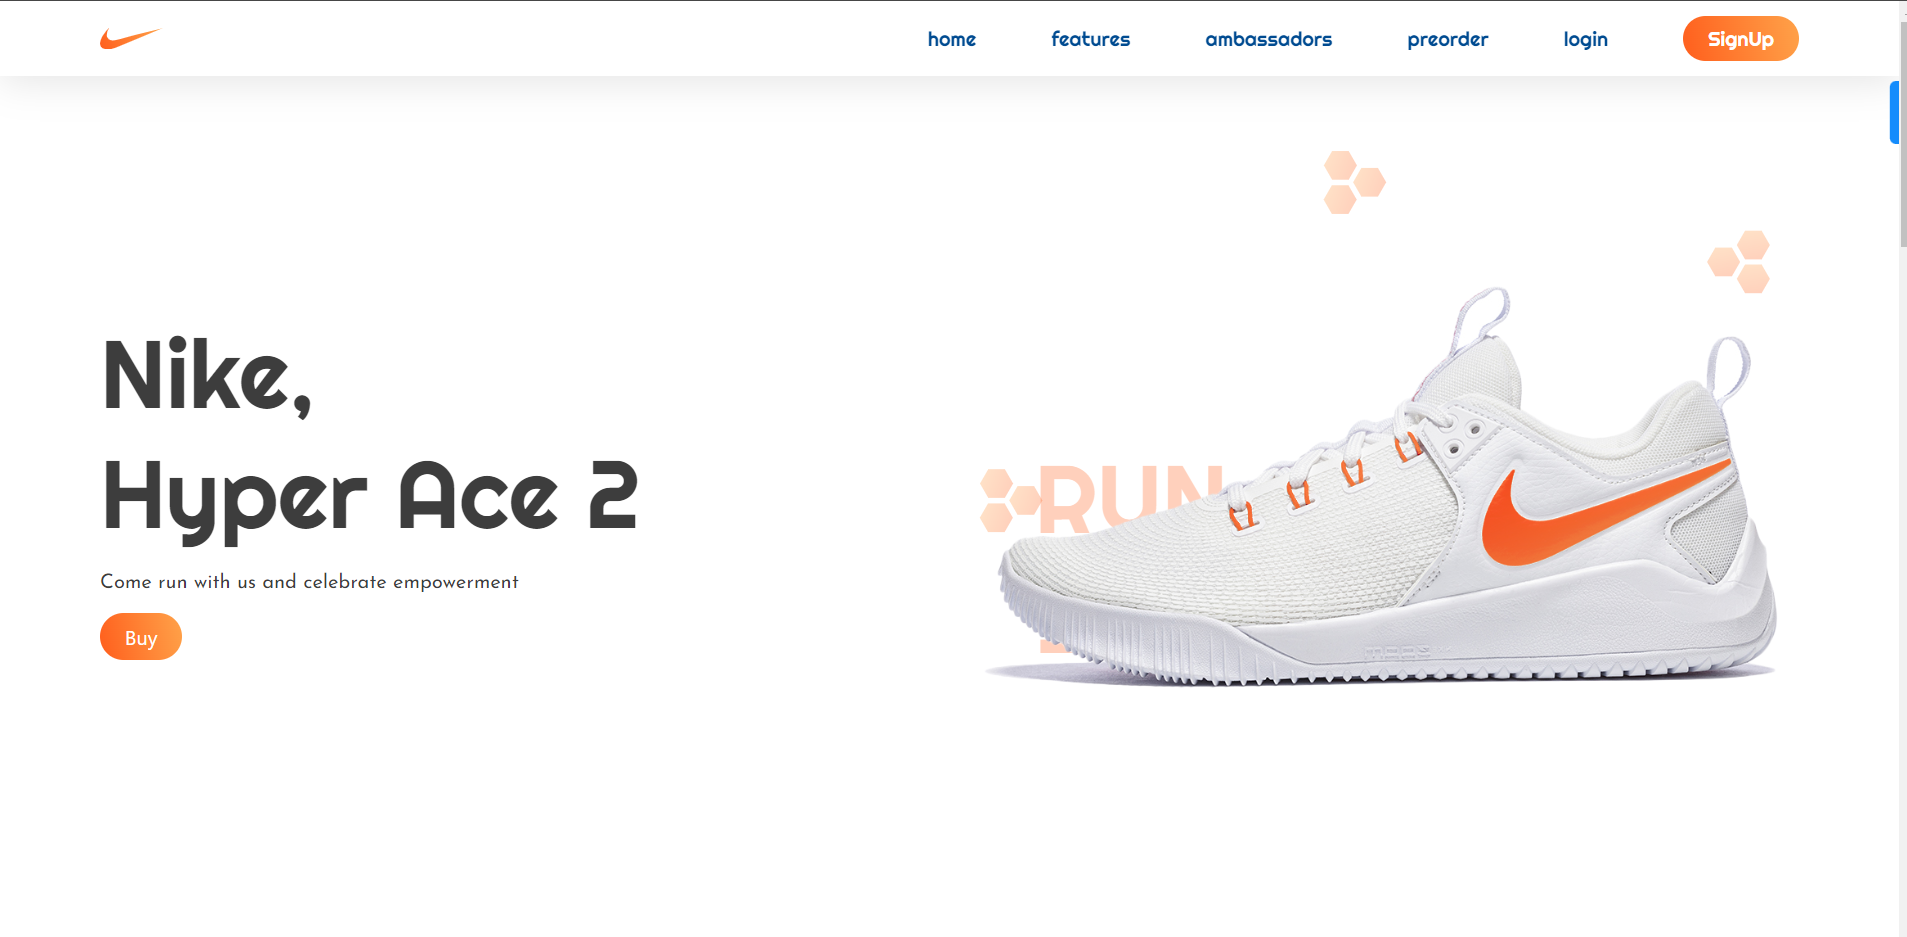 home features ambassadors preorder login SignUp
Nike,
Hyper Ace 2
Come run with us and celebrate empowerment
Buy
RUN